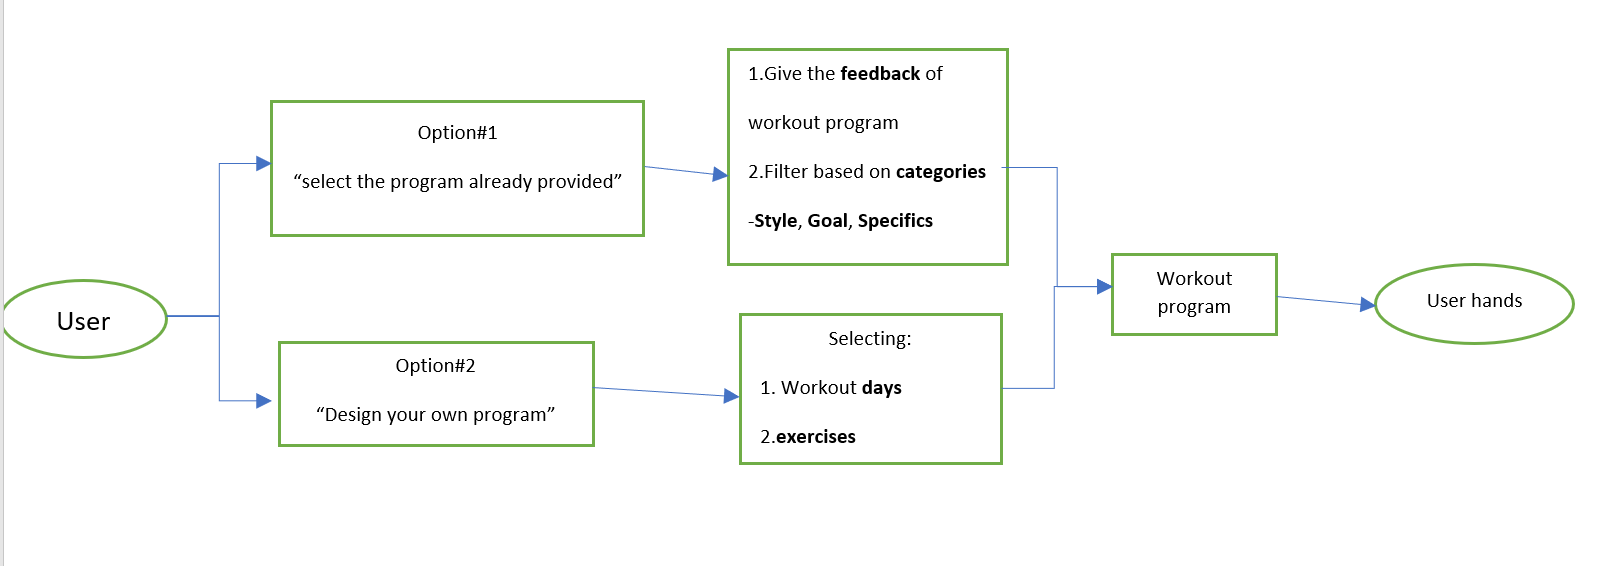 User
Option#1
“select the program already provided”
Option#2
“Design your own program”
1.Give the feedback of
workout program
2.Filter based on categories
-Style, Goal, Specifics
Selecting:
1. Workout days
2.exercises
Workout
program
User hands